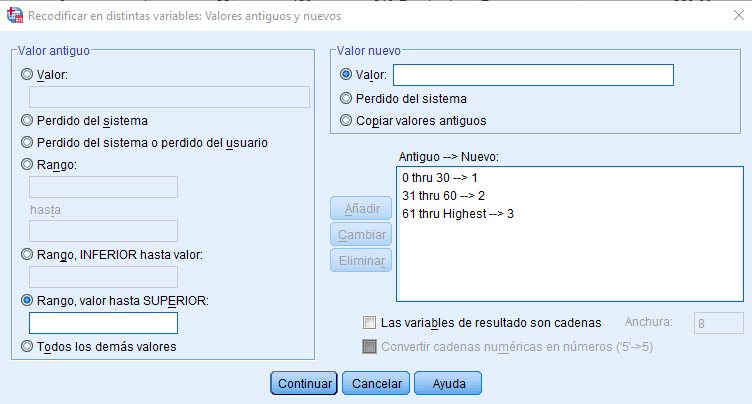 Recodificar en distintas variables: Valores antiguos y nuevos
Valor antiguo
Valor:
Perdido del sistema
Perdido del sistema o perdido del usuario
Rango:
hasta
Rango, INFERIOR hasta valor:
Rango, valor hasta SUPERIOR:
Todos los demás valores
Valor nuevo
Valor:
Perdido del sistema
Copiar valores antiguos
Antiguo --> Nuevo:
0 thru 30 --> 1
31 thru 60 --> 2
61 thru Highest --> 3
Añadir
Cambiar
Eliminar
Las variables de resultado son cadenas Anchura: 8
Convertir cadenas numéricas en números ('5'->5)
Continuar Cancelar Ayuda